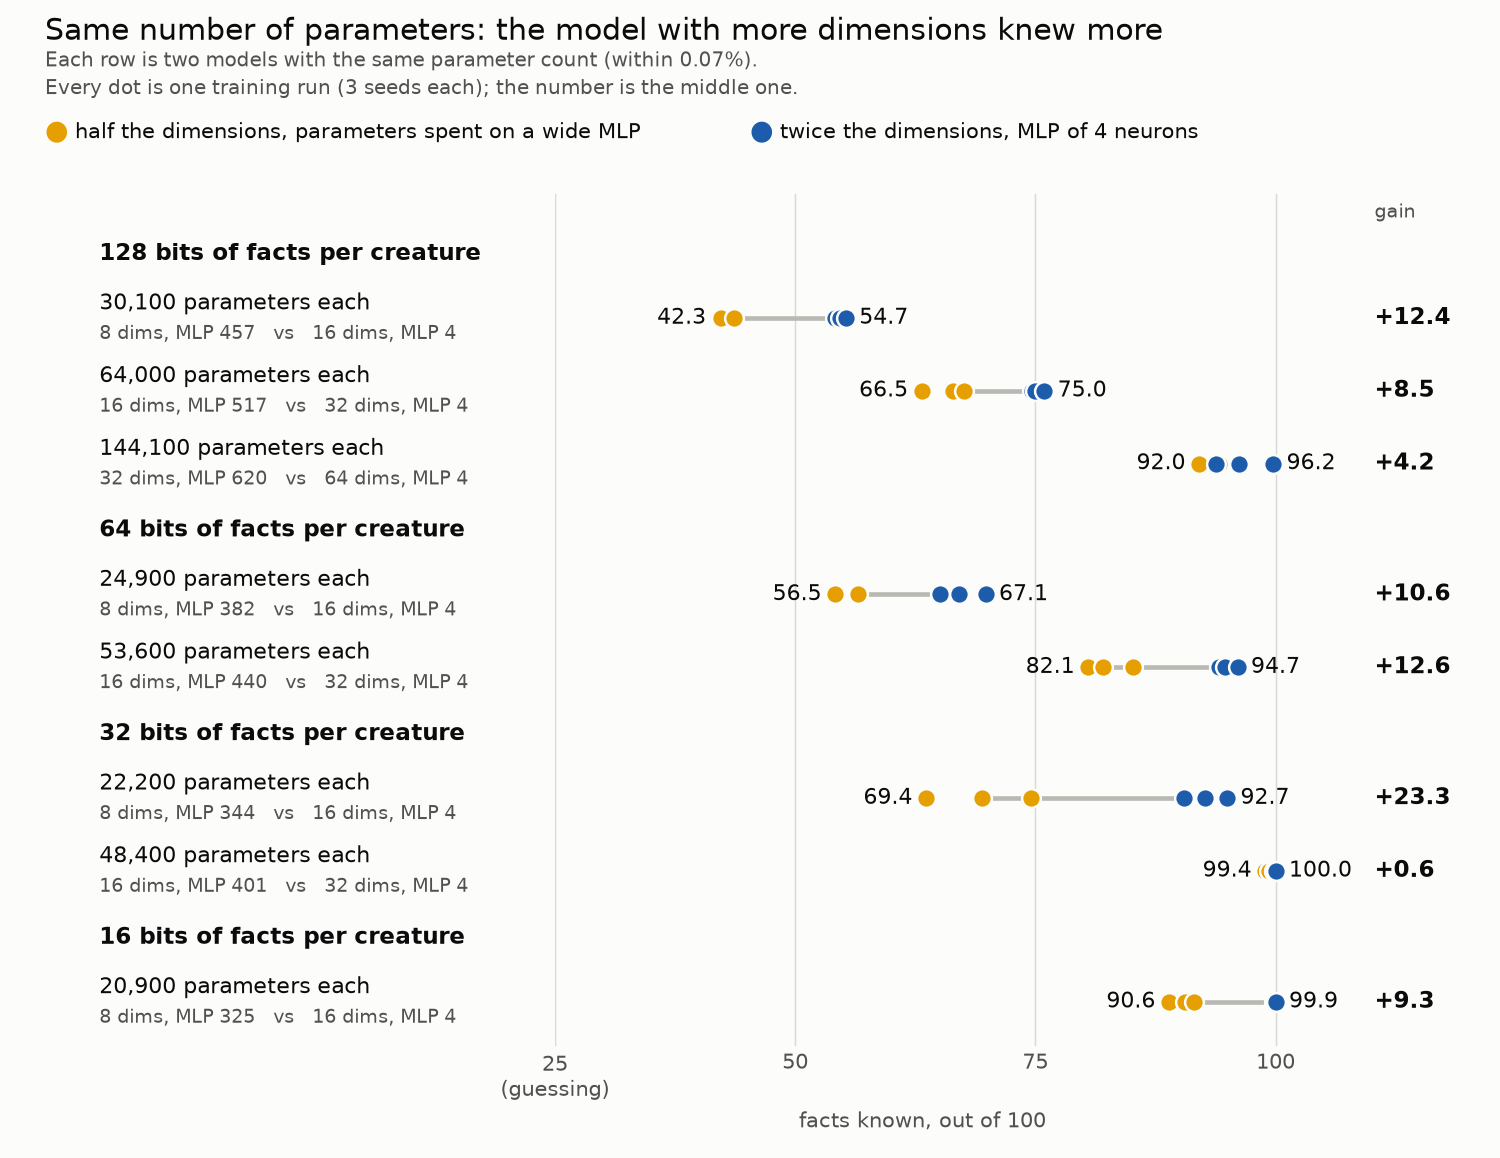 Same number of parameters: the model with more dimensions knew more
Each row is two models with the same parameter count (within 0.07%).
Every dot is one training run (3 seeds each); the number is the middle one.
half the dimensions, parameters spent on a wide MLP
twice the dimensions, MLP of 4 neurons
gain
128 bits of facts per creature
30,100 parameters each
8 dims, MLP 457 vs 16 dims, MLP 4
42.3 54.7 +12.4
64,000 parameters each
16 dims, MLP 517 vs 32 dims, MLP 4
66.5 75.0 +8.5
144,100 parameters each
32 dims, MLP 620 vs 64 dims, MLP 4
92.0 96.2 +4.2
64 bits of facts per creature
24,900 parameters each
8 dims, MLP 382 vs 16 dims, MLP 4
56.5 67.1 +10.6
53,600 parameters each
16 dims, MLP 440 vs 32 dims, MLP 4
82.1 94.7 +12.6
32 bits of facts per creature
22,200 parameters each
8 dims, MLP 344 vs 16 dims, MLP 4
69.4 92.7 +23.3
48,400 parameters each
16 dims, MLP 401 vs 32 dims, MLP 4
99.4 100.0 +0.6
16 bits of facts per creature
20,900 parameters each
8 dims, MLP 325 vs 16 dims, MLP 4
90.6 99.9 +9.3
25 50 75 100
(guessing)
facts known, out of 100